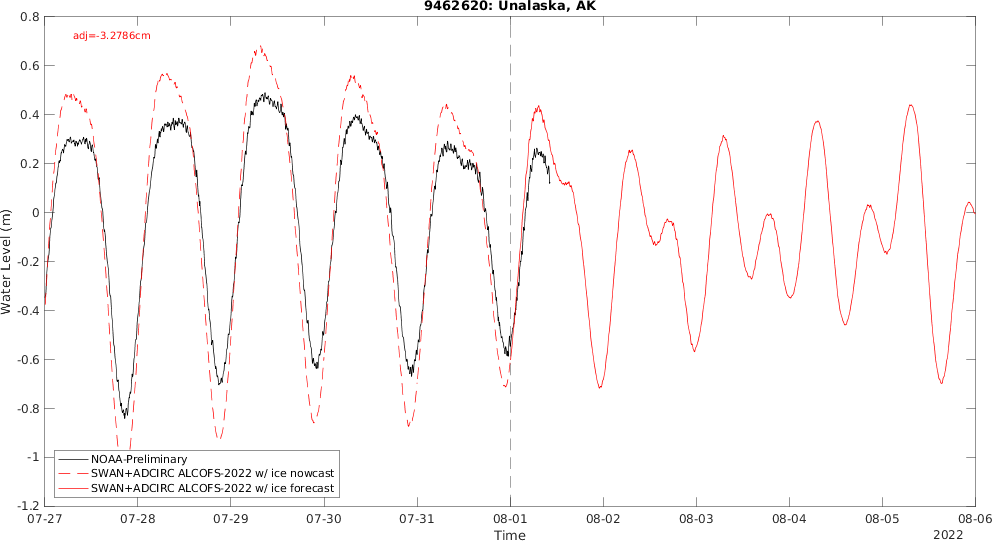 9462620: Unalaska, AK
adj=-3.2786cm
0.8
0.6
0.4
0.2
0
-0.2
-0.4
-0.6
-0.8
-1
-1.2
Water Level (m)
NOAA-Preliminary
SWAN+ADCIRC ALCOFS-2022 w/ ice nowcast
SWAN+ADCIRC ALCOFS-2022 w/ ice forecast
07-27 07-28 07-29 07-30 07-31 08-01 08-02 08-03 08-04 08-05 08-06
Time
2022